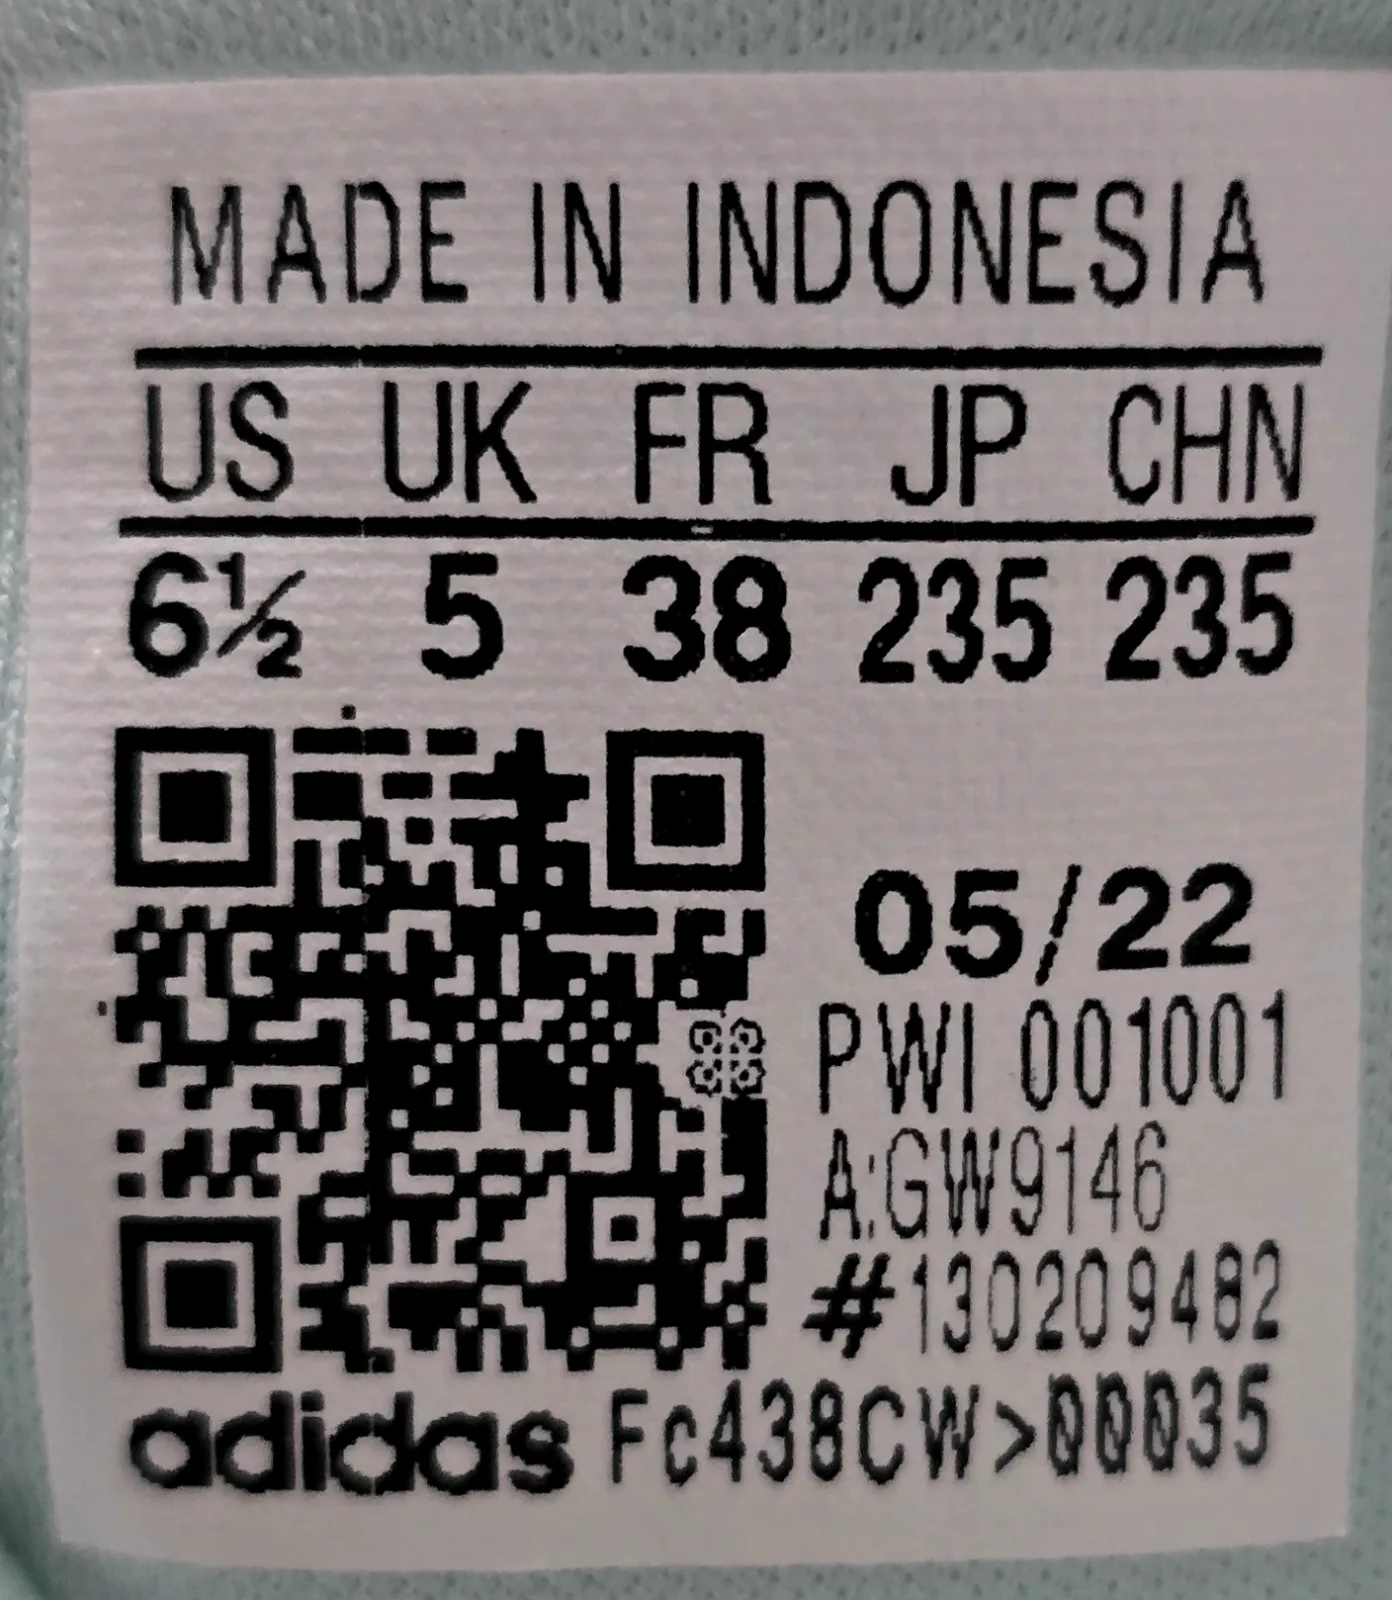 MADE IN INDONESIA
US UK FR JP CHN
6½ 5 38 235 235
05/22
PWI 001001
A:GW9146
#130209482
adidas Fc438CW>00035